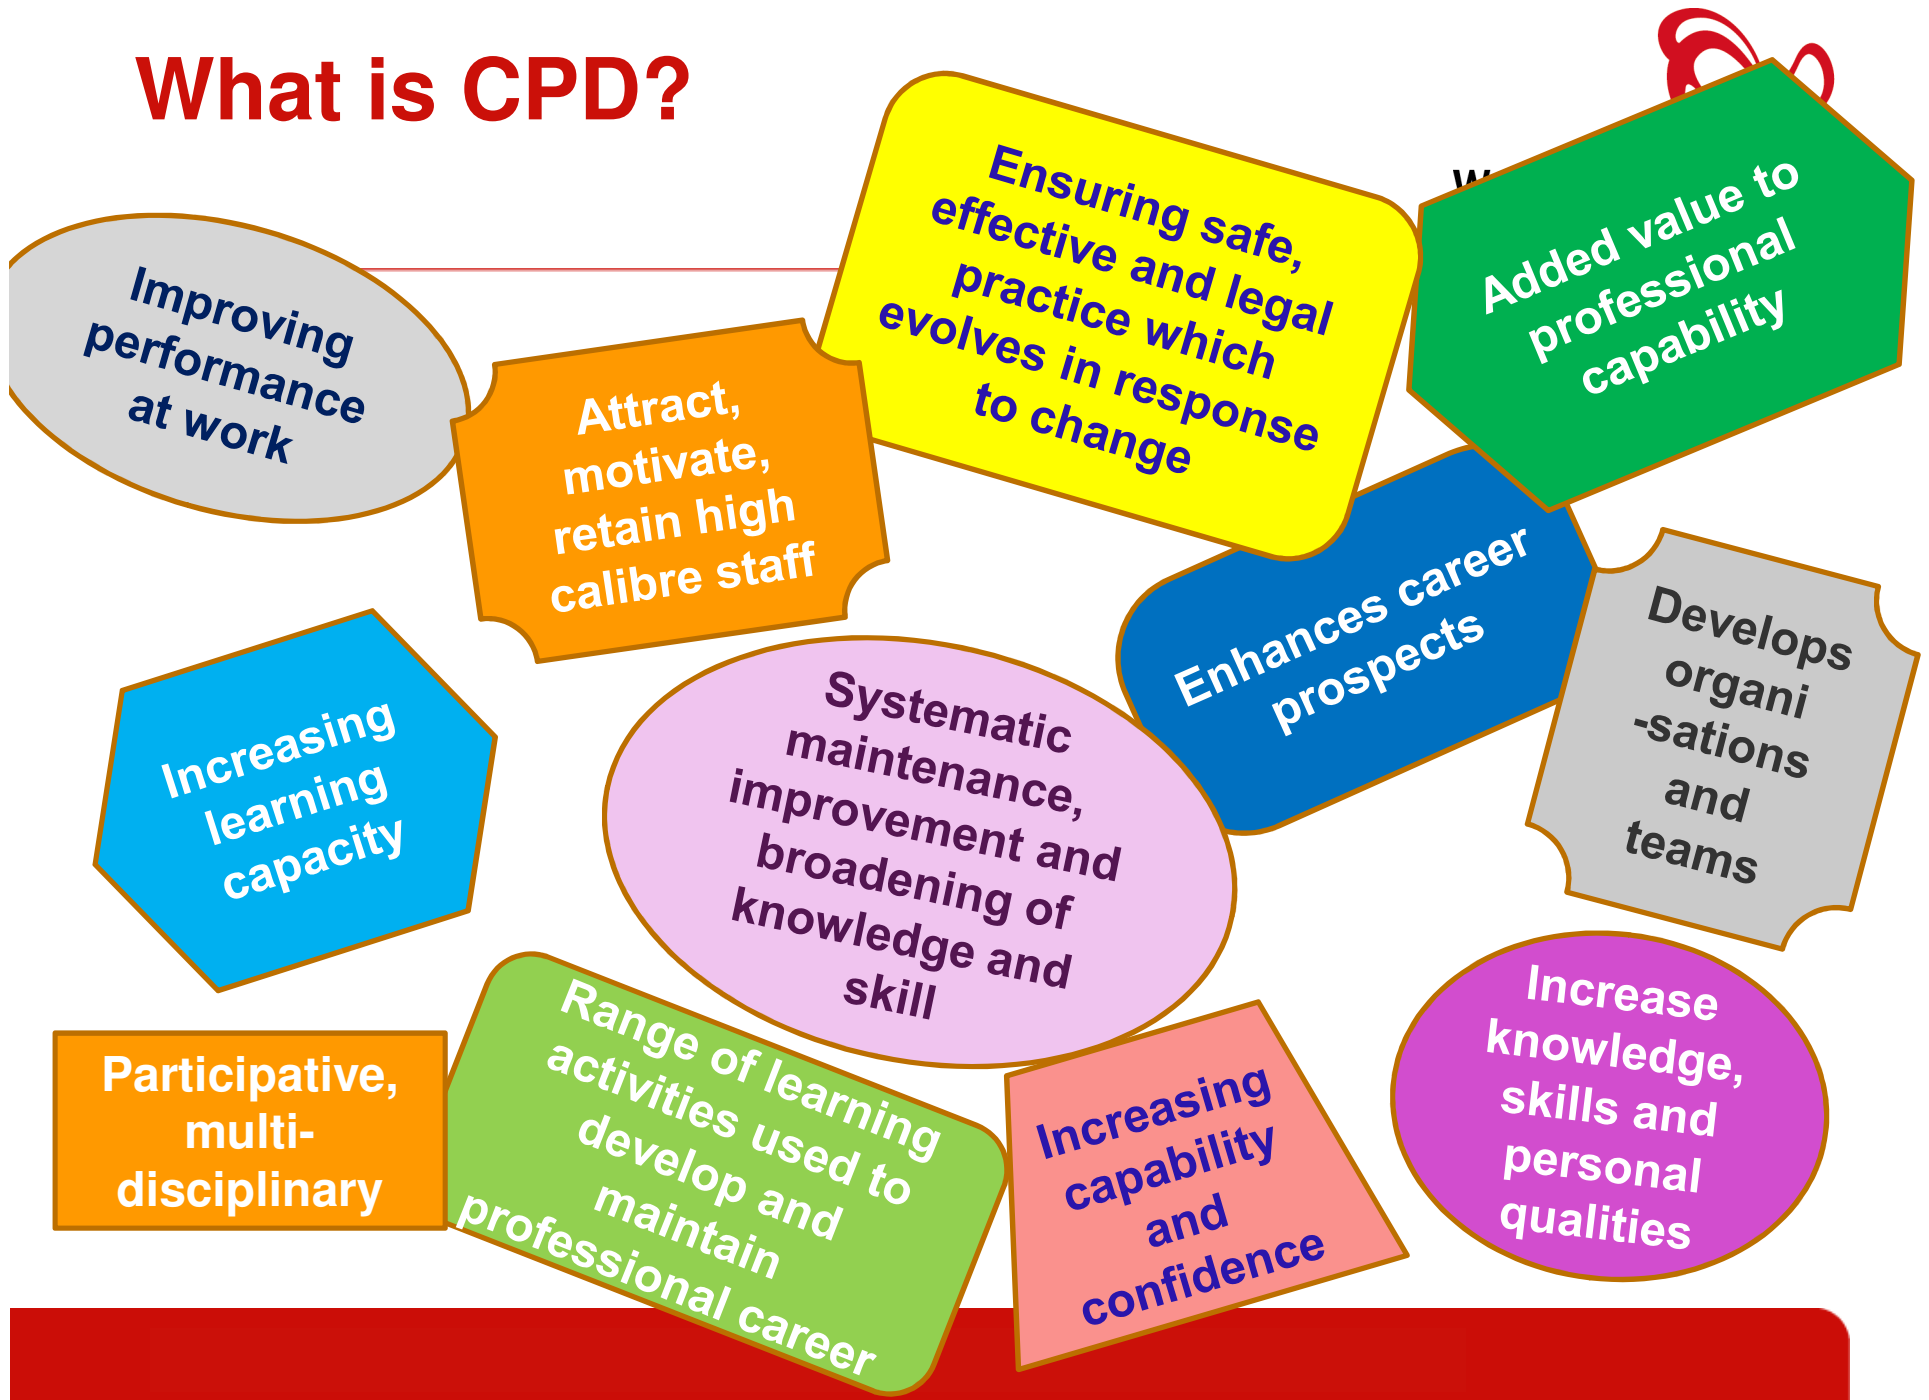 What is CPD?
Ensuring safe,
effective and legal
practice which
evolves in response
to change
Added value to
professional
capability
Improving
performance
at work
Attract,
motivate,
retain high
calibre staff
Enhances career
prospects
Develops
organi
-sations
and
teams
Increasing
learning
capacity
Systematic
maintenance,
improvement and
broadening of
knowledge and
skill
Participative,
multi-
disciplinary
Range of learning
activities used to
develop and
maintain
professional career
Increasing
capability
and
confidence
Increase
knowledge,
skills and
personal
qualities